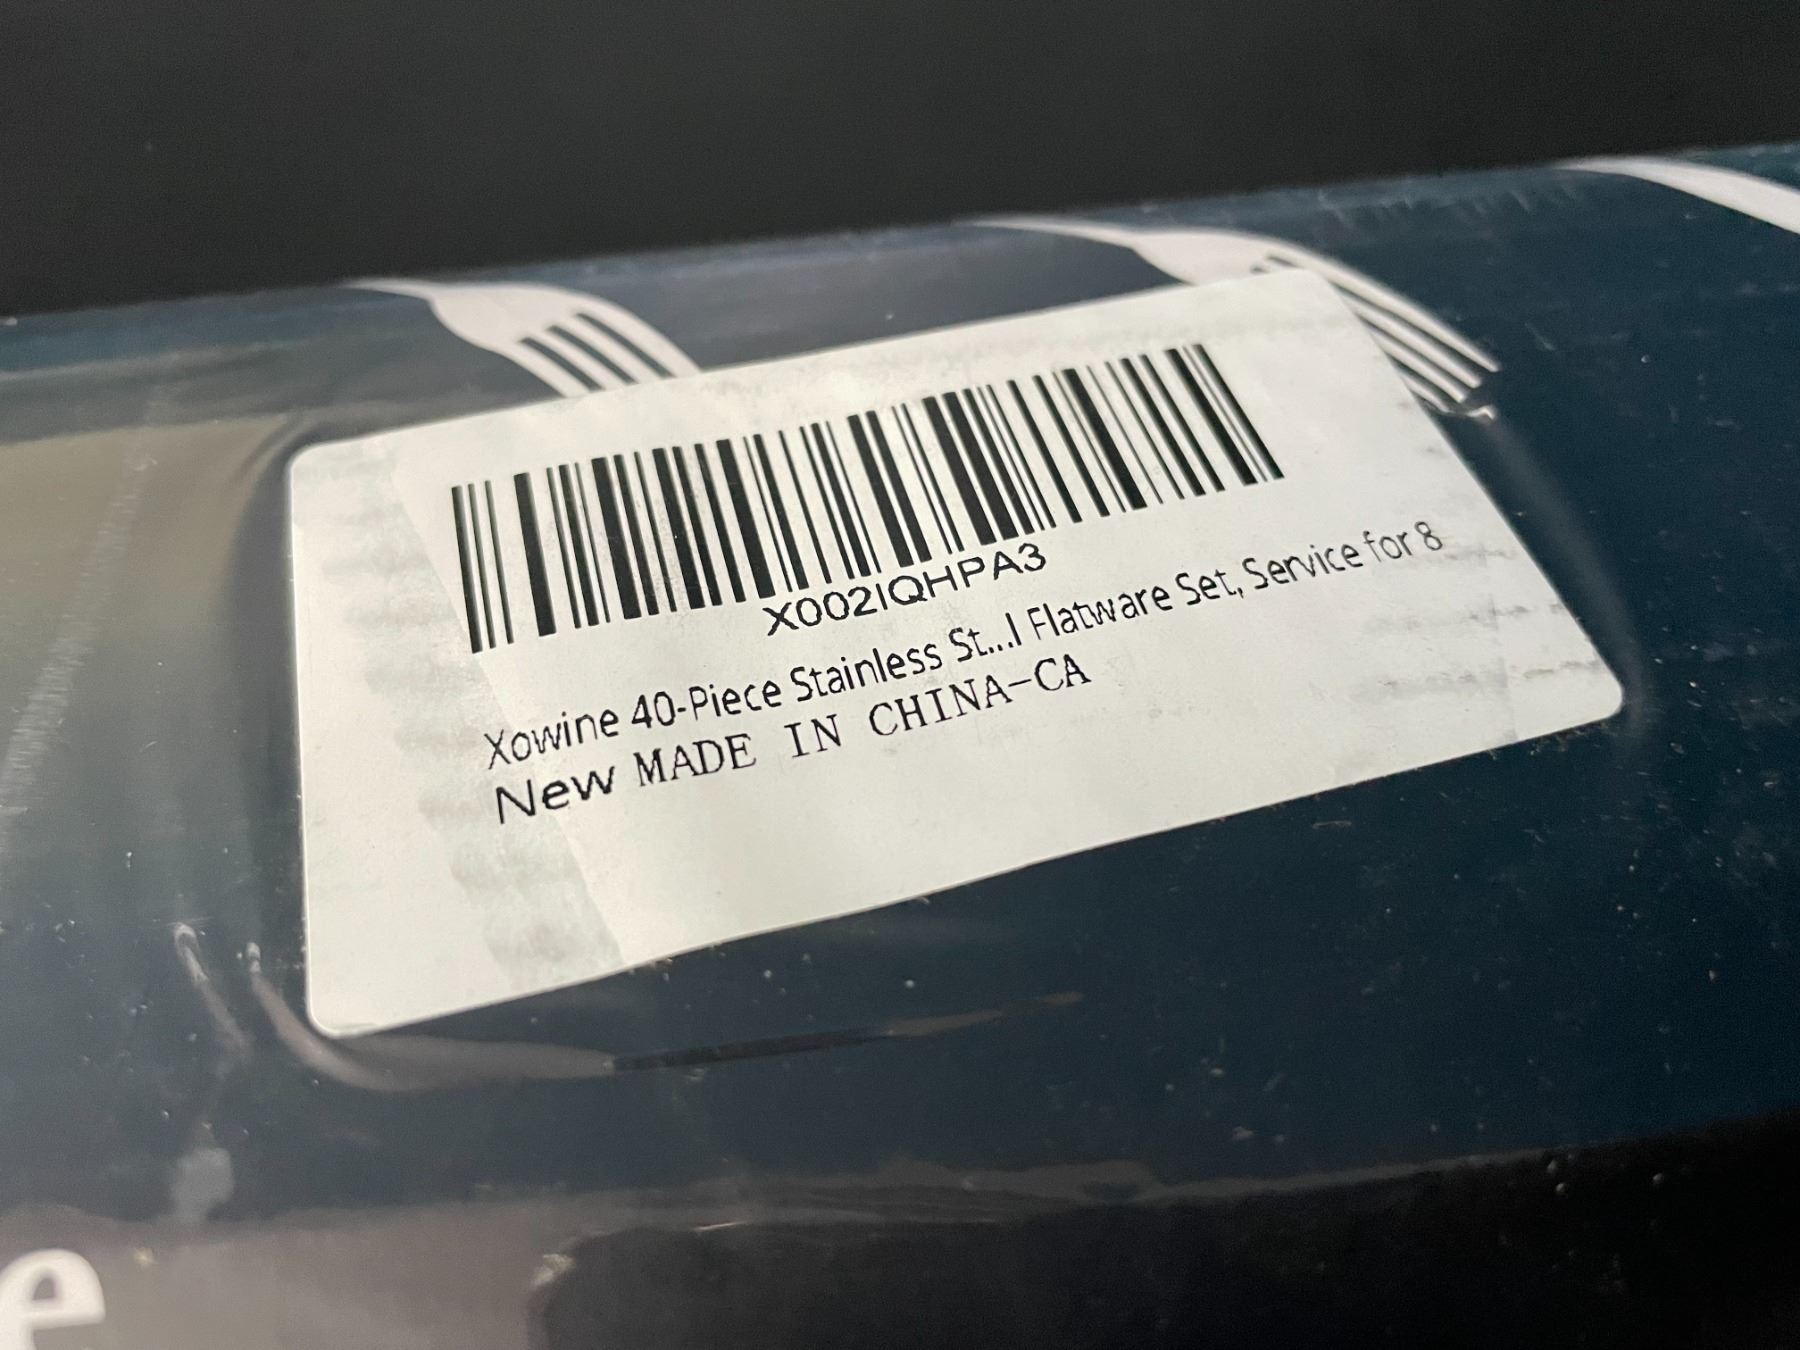 X002IQHPA3
Xowine 40-Piece Stainless St...l Flatware Set, Service for 8
New MADE IN CHINA-CA
e